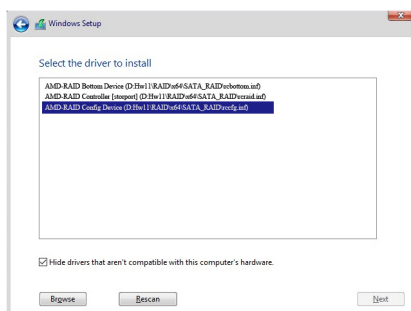 Windows Setup
Select the driver to install
AMD-RAID Bottom Device (D:Hw11\RAID\x64\SATA_RAID\rcbottom.inf)
AMD-RAID Controller [storport] (D:Hw11\RAID\x64\SATA_RAID\rcraid.inf)
AMD-RAID Config Device (D:Hw11\RAID\x64\SATA_RAID\rccfg.inf)
Hide drivers that aren't compatible with this computer's hardware.
Browse
Rescan
Next